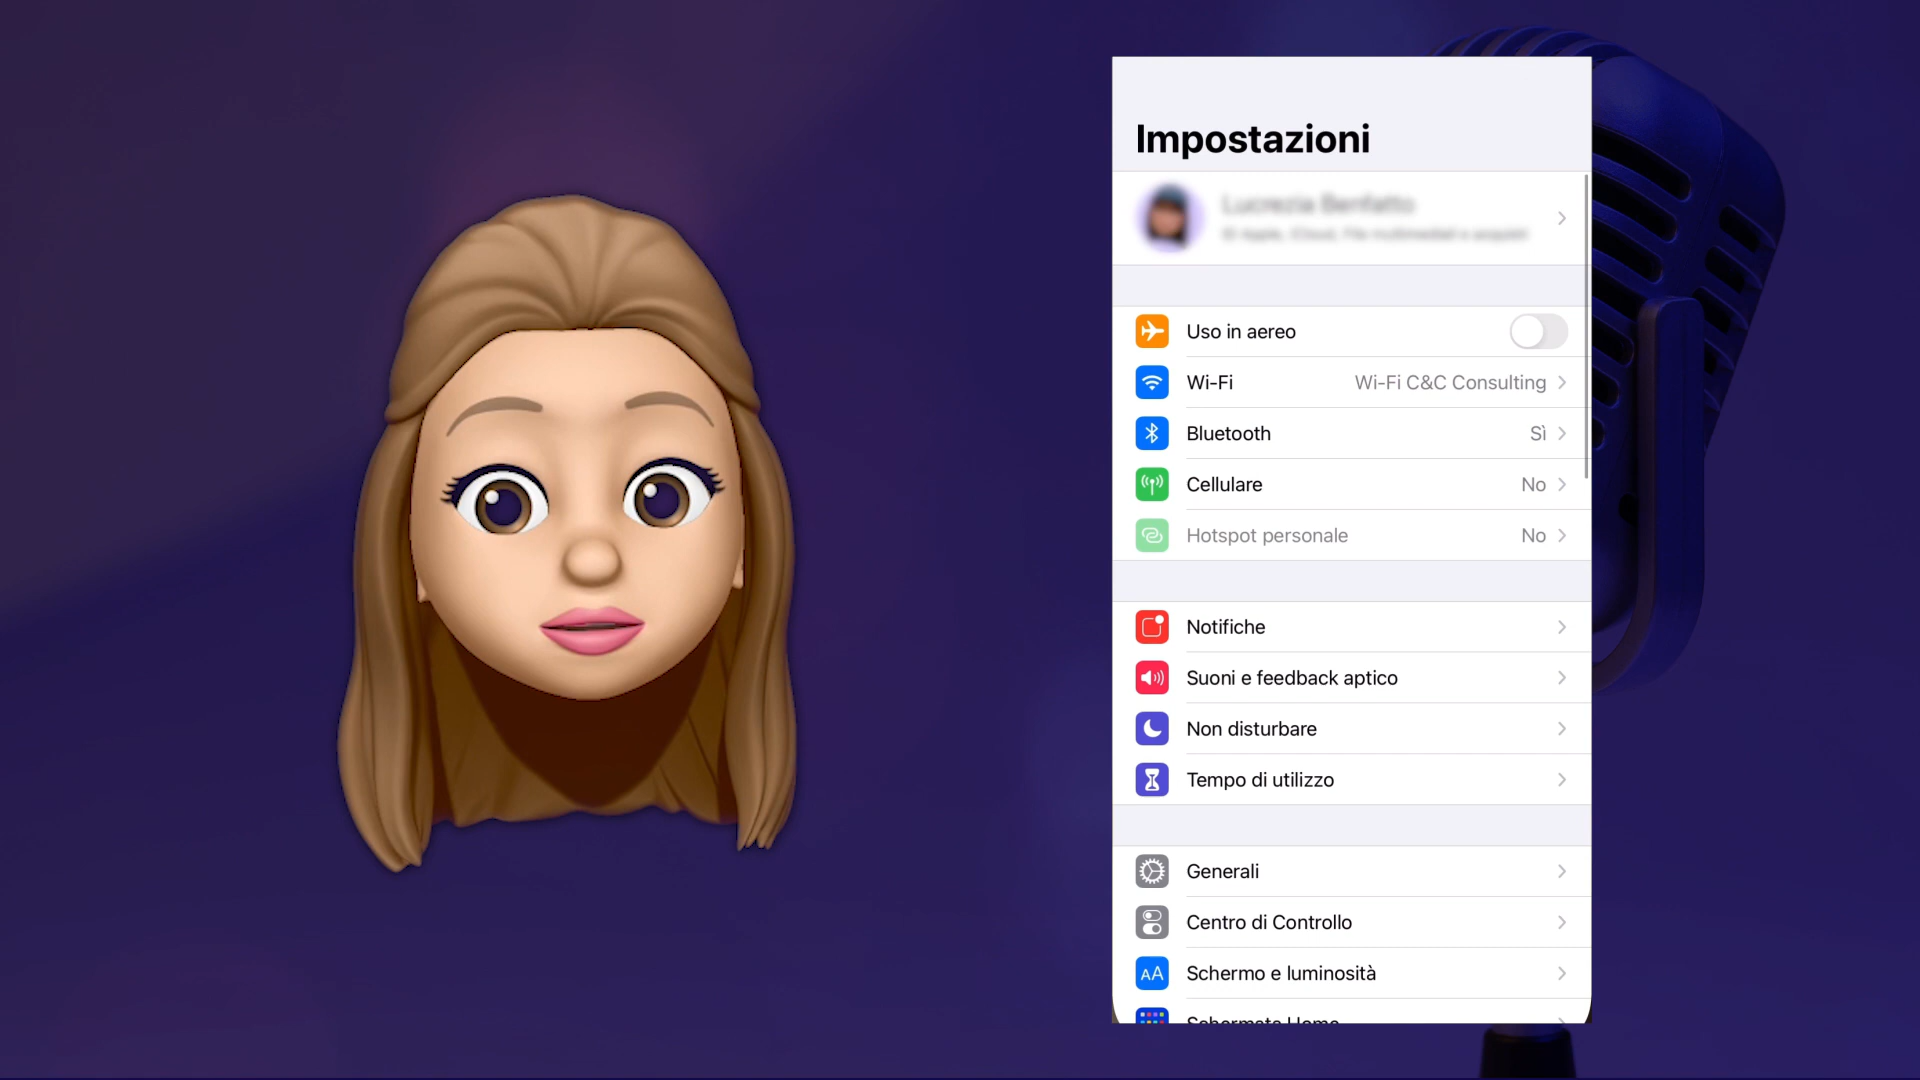 Impostazioni
Uso in aereo
Wi-Fi Wi-Fi C&C Consulting
Bluetooth Sì
Cellulare No
Hotspot personale No
Notifiche
Suoni e feedback aptico
Non disturbare
Tempo di utilizzo
Generali
Centro di Controllo
AA Schermo e luminosità